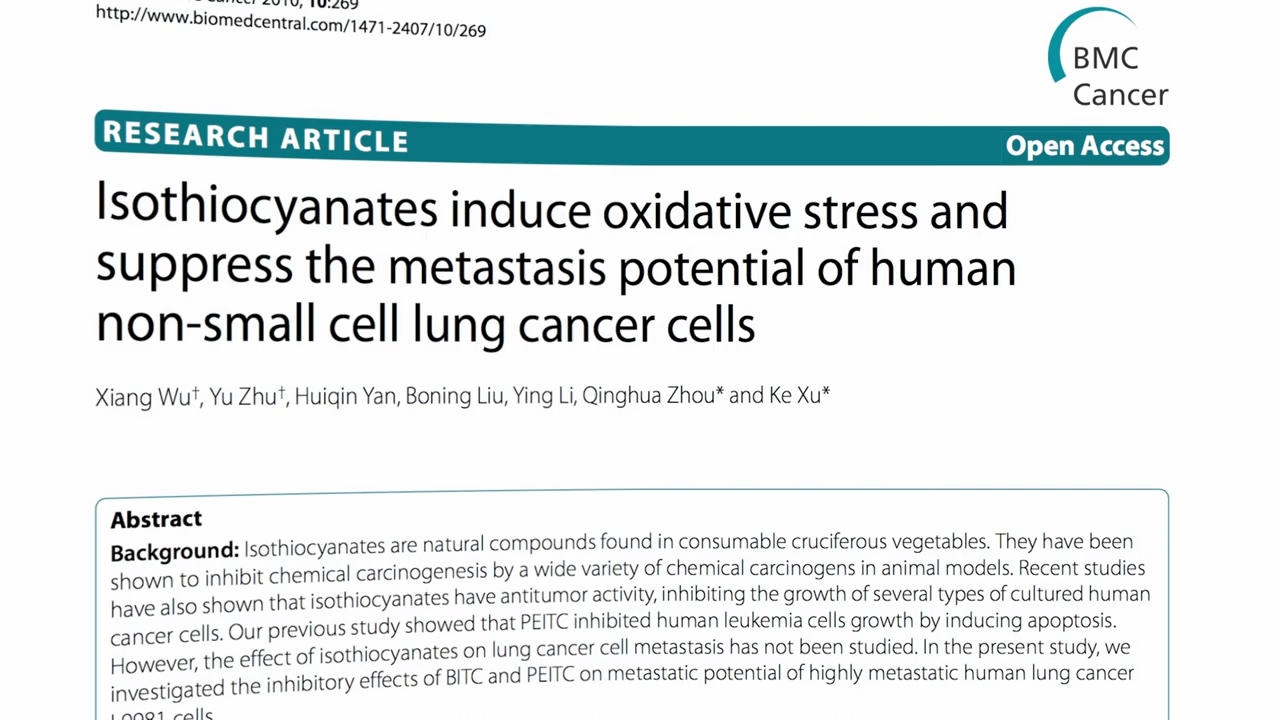 10:269
http://www.biomedcentral.com/1471-2407/10/269
BMC
Cancer
RESEARCH ARTICLE
Open Access
Isothiocyanates induce oxidative stress and
suppress the metastasis potential of human
non-small cell lung cancer cells
Xiang Wu†, Yu Zhu†, Huiqin Yan, Boning Liu, Ying Li, Qinghua Zhou* and Ke Xu*
Abstract
Background: Isothiocyanates are natural compounds found in consumable cruciferous vegetables. They have been
shown to inhibit chemical carcinogenesis by a wide variety of chemical carcinogens in animal models. Recent studies
have also shown that isothiocyanates have antitumor activity, inhibiting the growth of several types of cultured human
cancer cells. Our previous study showed that PEITC inhibited human leukemia cells growth by inducing apoptosis.
However, the effect of isothiocyanates on lung cancer cell metastasis has not been studied. In the present study, we
investigated the inhibitory effects of BITC and PEITC on metastatic potential of highly metastatic human lung cancer
cells